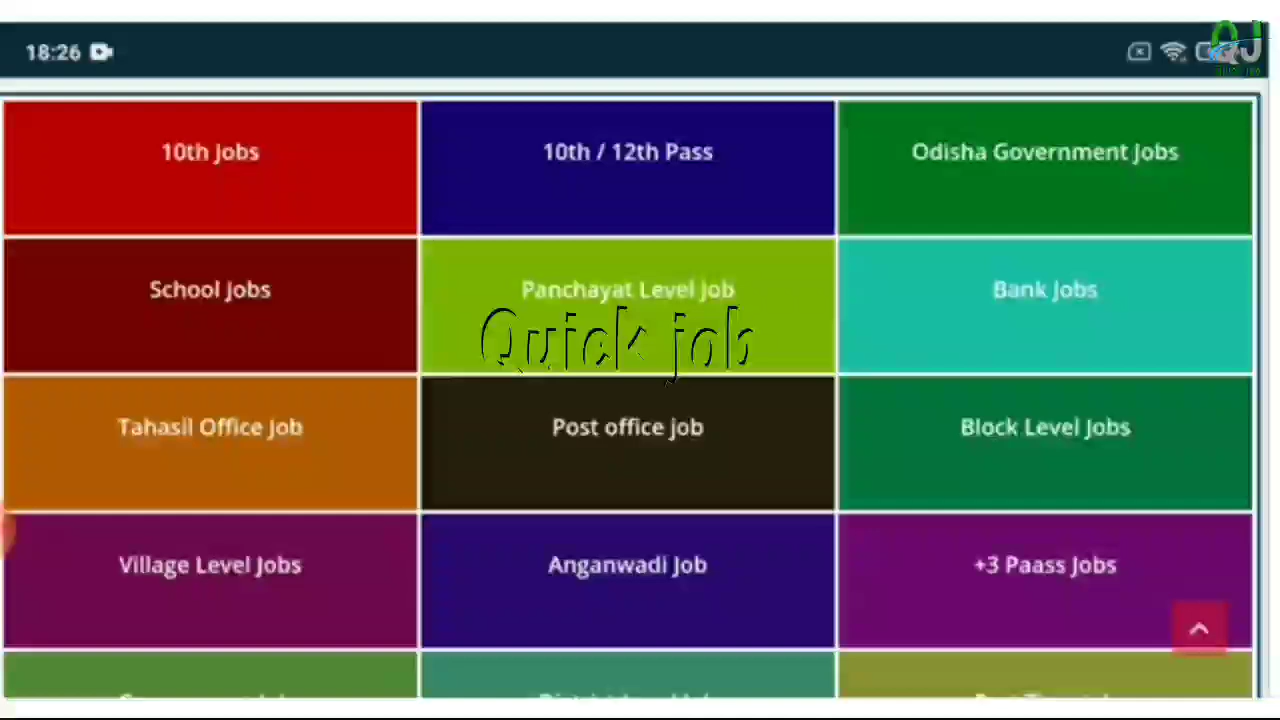 18:26
QJ
10th Jobs
10th / 12th Pass
Odisha Government Jobs
School Jobs
Panchayat Level Job
Bank Jobs
Quick job
Tahasil Office Job
Post office job
Block Level Jobs
Village Level Jobs
Anganwadi Job
+3 Paass Jobs